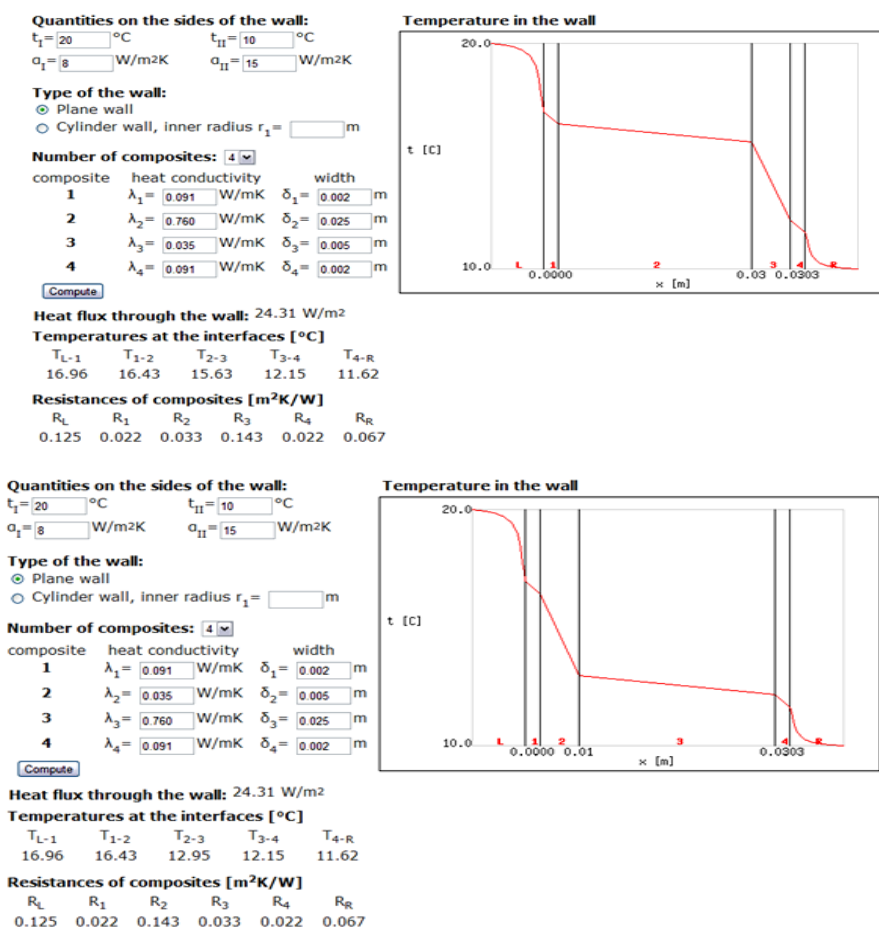 Quantities on the sides of the wall:
tI= 20 °C tII= 10 °C
αI= 8 W/m2K αII= 15 W/m2K
Type of the wall:
Plane wall
Cylinder wall, inner radius r1= m
Number of composites: 4
composite heat conductivity width
1 λ1= 0.091 W/mK δ1= 0.002 m
2 λ2= 0.760 W/mK δ2= 0.025 m
3 λ3= 0.035 W/mK δ3= 0.005 m
4 λ4= 0.091 W/mK δ4= 0.002 m
Compute
Heat flux through the wall: 24.31 W/m2
Temperatures at the interfaces [°C]
TL-1 T1-2 T2-3 T3-4 T4-R
16.96 16.43 15.63 12.15 11.62
Resistances of composites [m2K/W]
RL R1 R2 R3 R4 RR
0.125 0.022 0.033 0.143 0.022 0.067
Temperature in the wall
20.0
t [C]
10.0
L 1 2 3 4 R
0.0000 0.03 0.0303
x [m]
Quantities on the sides of the wall:
tI= 20 °C tII= 10 °C
αI= 8 W/m2K αII= 15 W/m2K
Type of the wall:
Plane wall
Cylinder wall, inner radius r1= m
Number of composites: 4
composite heat conductivity width
1 λ1= 0.091 W/mK δ1= 0.002 m
2 λ2= 0.035 W/mK δ2= 0.005 m
3 λ3= 0.760 W/mK δ3= 0.025 m
4 λ4= 0.091 W/mK δ4= 0.002 m
Compute
Heat flux through the wall: 24.31 W/m2
Temperatures at the interfaces [°C]
TL-1 T1-2 T2-3 T3-4 T4-R
16.96 16.43 12.95 12.15 11.62
Resistances of composites [m2K/W]
RL R1 R2 R3 R4 RR
0.125 0.022 0.143 0.033 0.022 0.067
Temperature in the wall
20.0
t [C]
10.0
L 1 2 3 4 R
0.0000 0.01 0.0303
x [m]